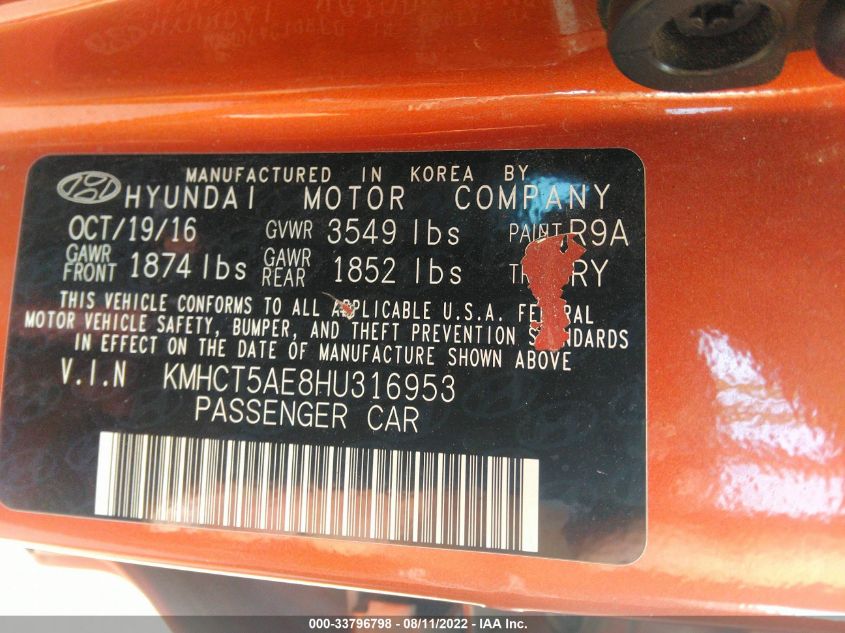 MANUFACTURED IN KOREA BY
HYUNDAI MOTOR COMPANY
OCT/19/16 GVWR 3549 lbs PAINT R9A
GAWR FRONT 1874 lbs GAWR REAR 1852 lbs RY
THIS VEHICLE CONFORMS TO ALL APPLICABLE U.S.A. FEDERAL
MOTOR VEHICLE SAFETY, BUMPER, AND THEFT PREVENTION STANDARDS
IN EFFECT ON THE DATE OF MANUFACTURE SHOWN ABOVE
V.I.N KMHCT5AE8HU316953
PASSENGER CAR
000-33796798 - 08/11/2022 - IAA Inc.